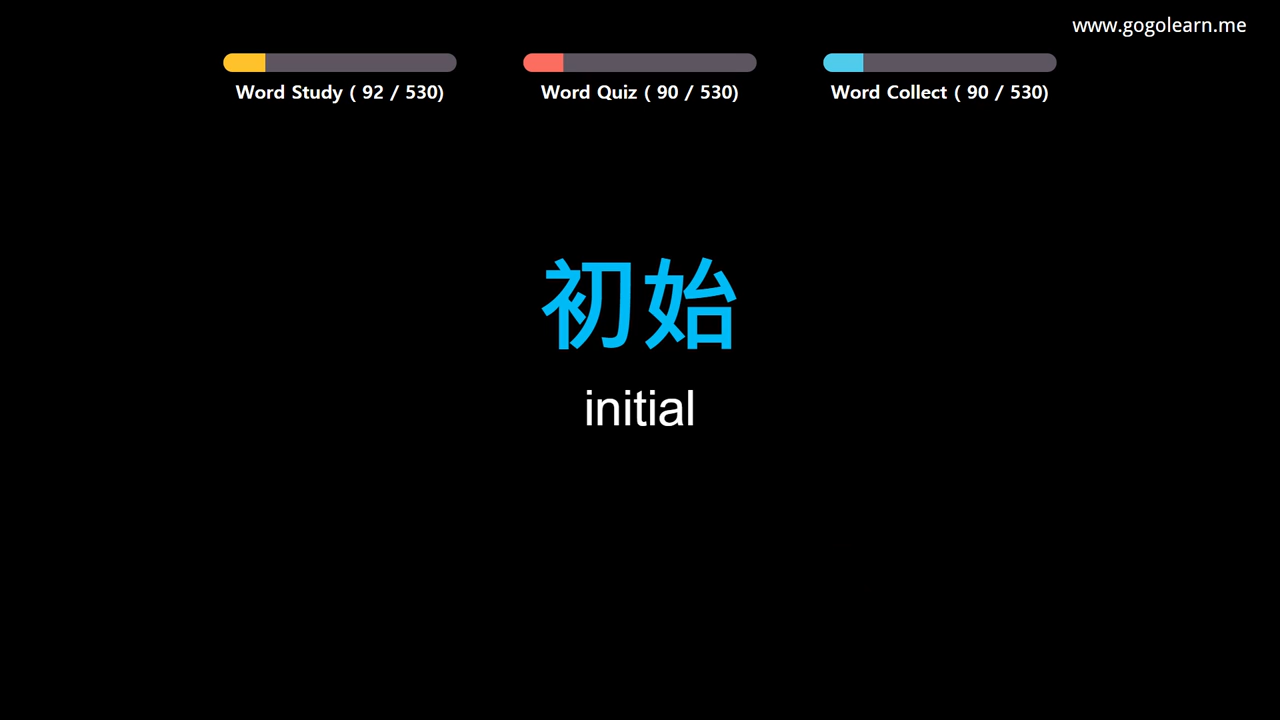 www.gogolearn.me
Word Study ( 92 / 530)
Word Quiz ( 90 / 530)
Word Collect ( 90 / 530)
初始
initial